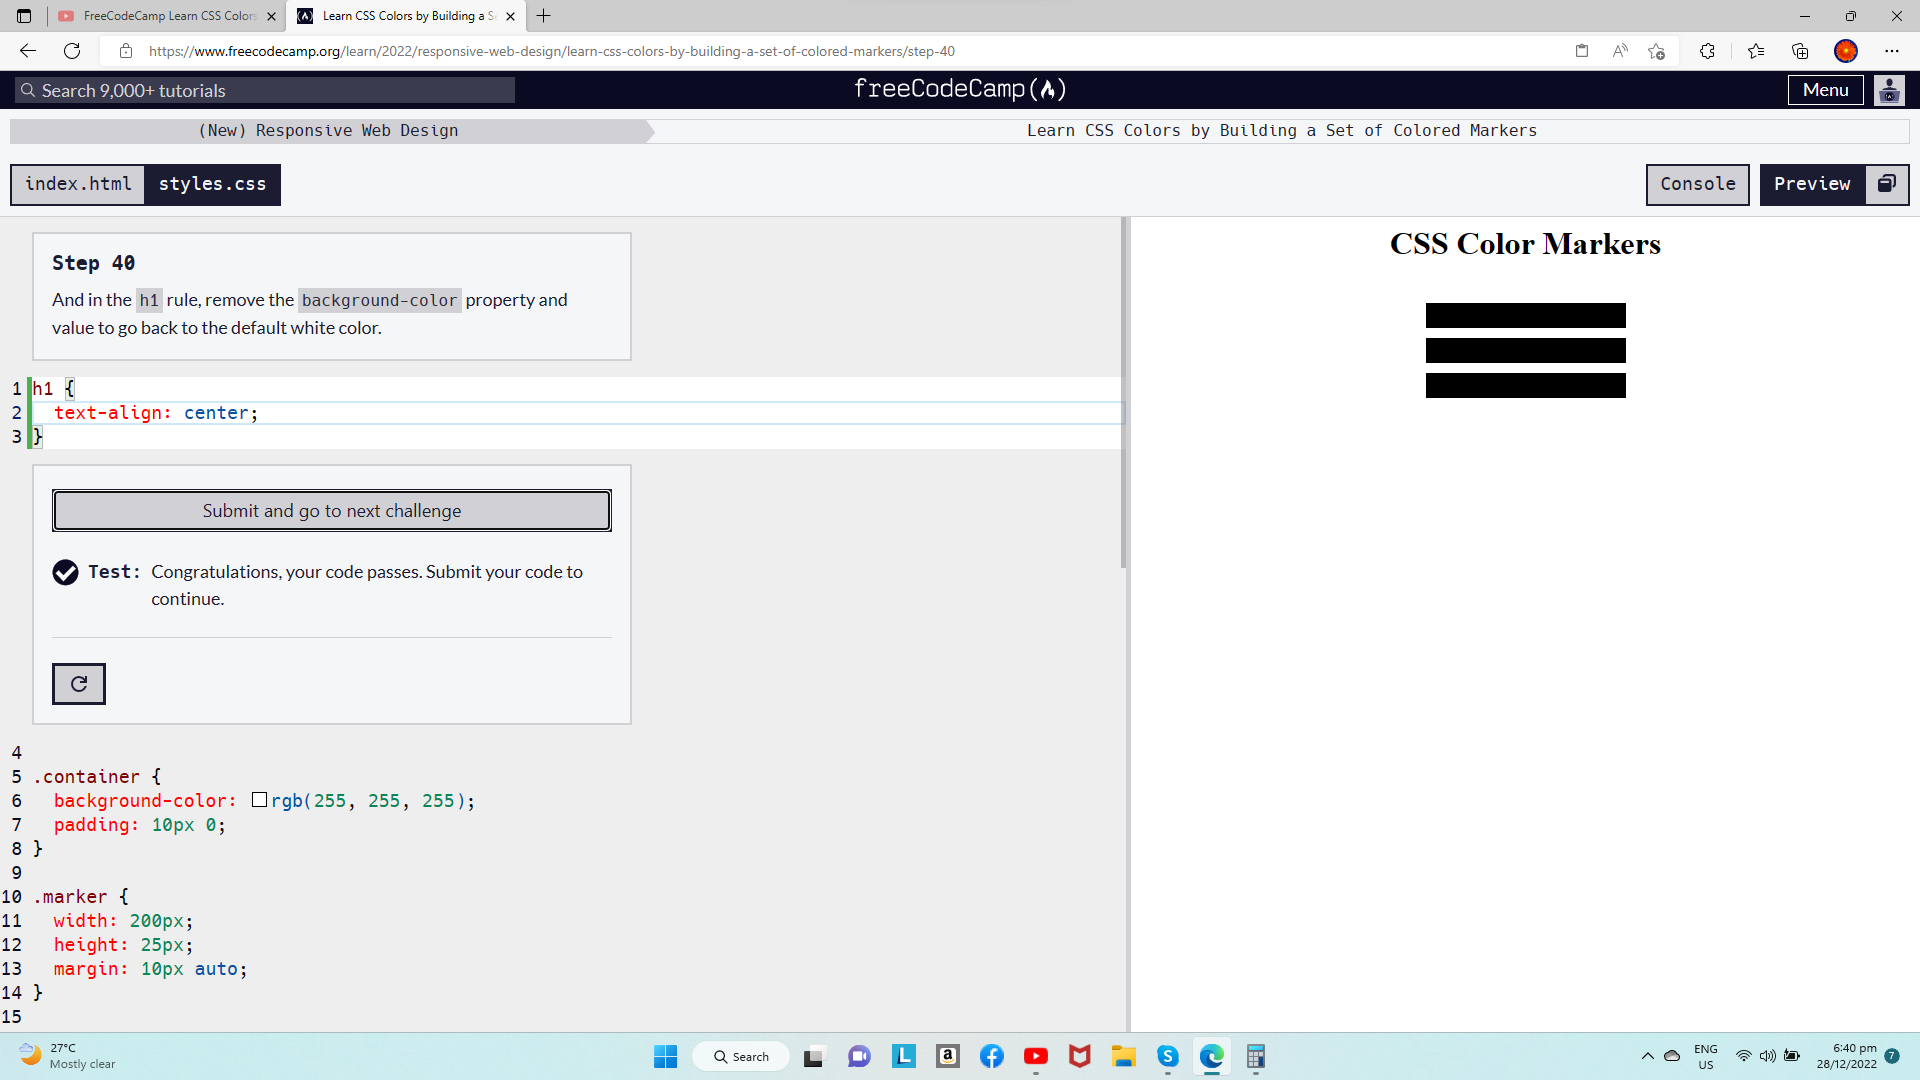 FreeCodeCamp Learn CSS Colors
Learn CSS Colors by Building a Se
https://www.freecodecamp.org/learn/2022/responsive-web-design/learn-css-colors-by-building-a-set-of-colored-markers/step-40
Search 9,000+ tutorials
freeCodeCamp
Menu
(New) Responsive Web Design
Learn CSS Colors by Building a Set of Colored Markers
index.html
styles.css
Console
Preview
Step 40
And in the h1 rule, remove the background-color property and
value to go back to the default white color.
1 h1 {
2 text-align: center;
3 }
Submit and go to next challenge
Test: Congratulations, your code passes. Submit your code to
continue.
4
5 .container {
6 background-color: rgb(255, 255, 255);
7 padding: 10px 0;
8 }
9
10 .marker {
11 width: 200px;
12 height: 25px;
13 margin: 10px auto;
14 }
15
CSS Color Markers
27°C
Mostly clear
Search
L
a
S
ENG
US
6:40 pm
28/12/2022
7